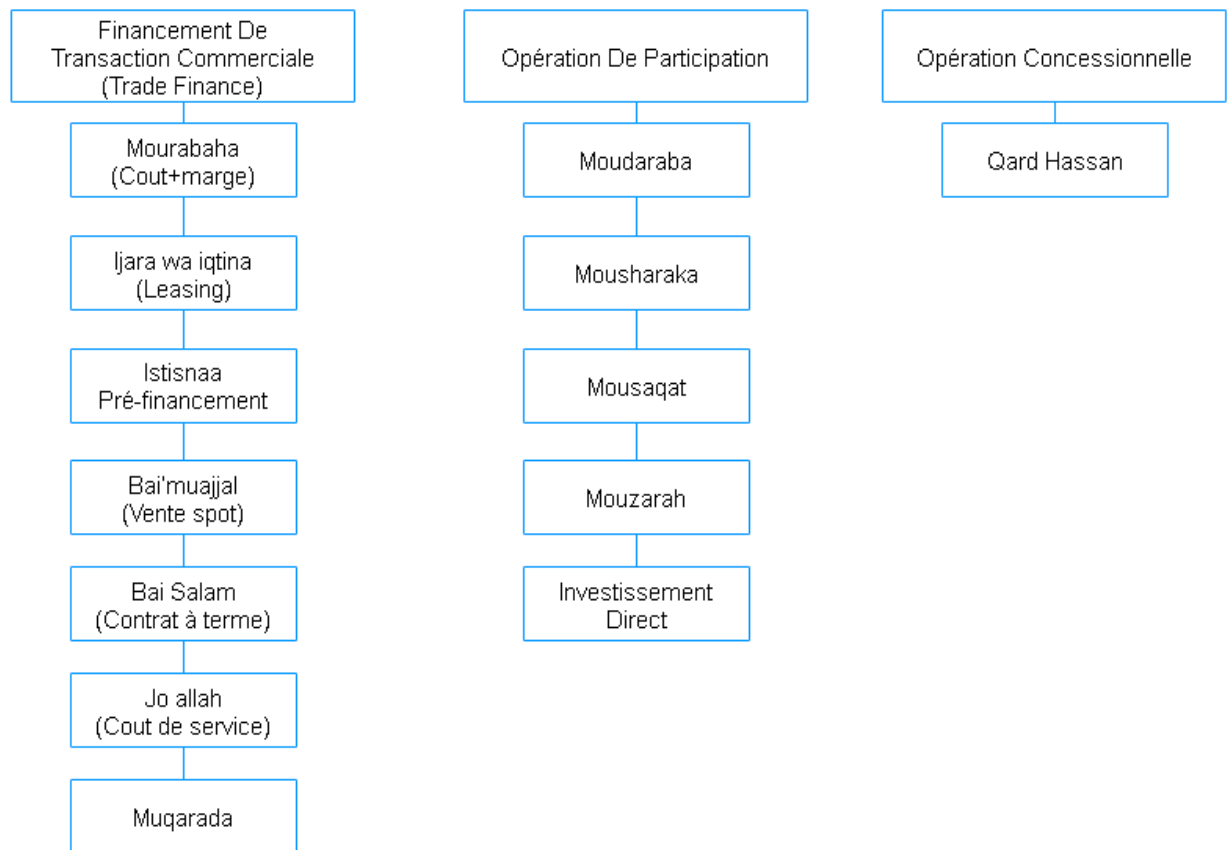 Financement De
Transaction Commerciale
(Trade Finance)
Mourabaha
(Cout+marge)
Ijara wa iqtina
(Leasing)
Istisnaa
Pré-financement
Bai'muajjal
(Vente spot)
Bai Salam
(Contrat à terme)
Jo allah
(Cout de service)
Muqarada
Opération De Participation
Moudaraba
Mousharaka
Mousaqat
Mouzarah
Investissement
Direct
Opération Concessionnelle
Qard Hassan